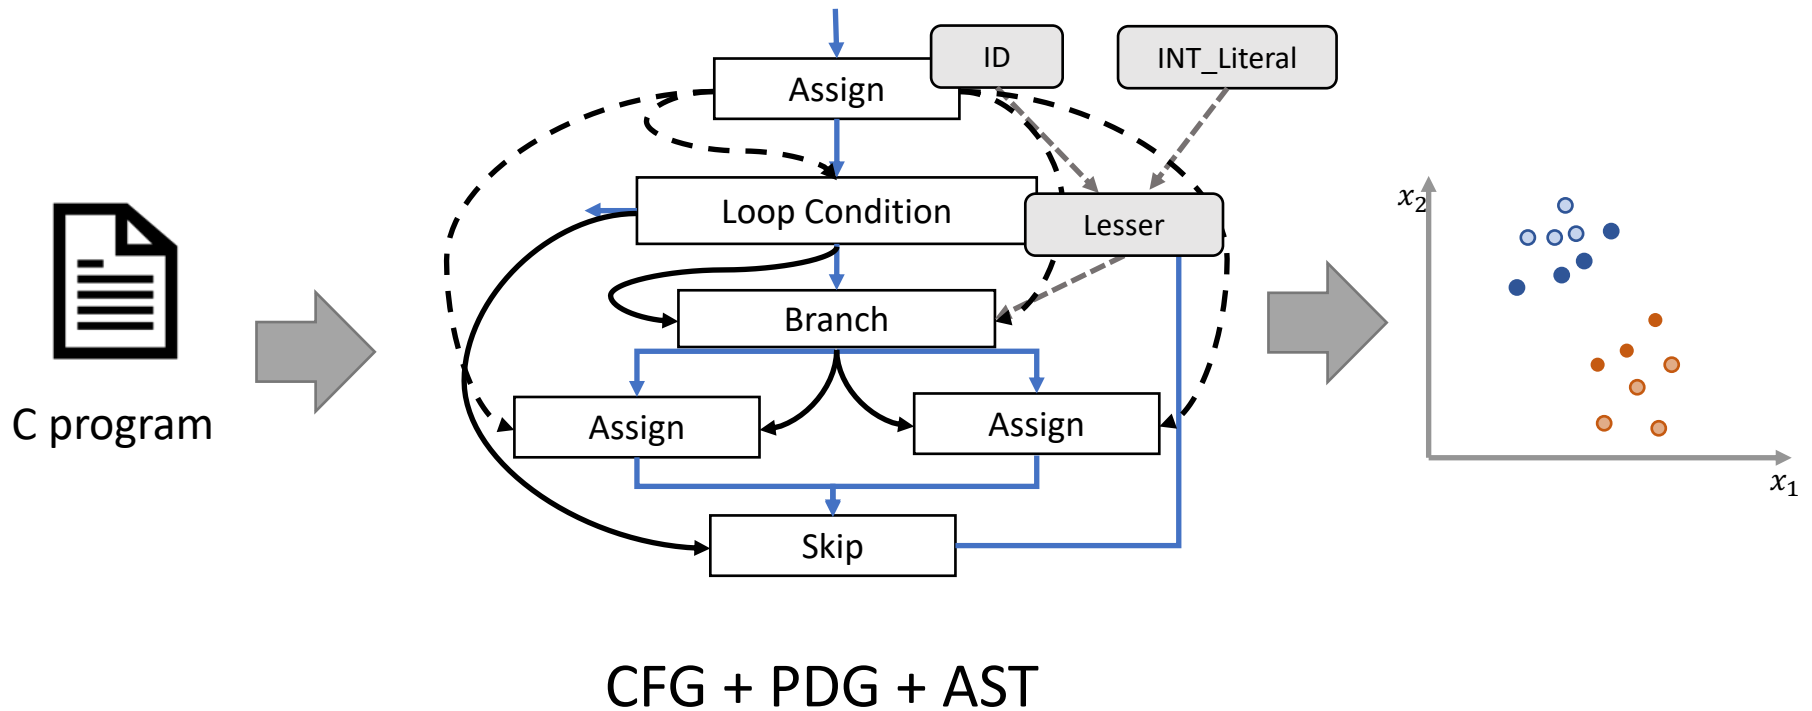 ID
INT_Literal
Assign
Loop Condition
Lesser
Branch
Assign
Assign
Skip
C program
x₂
x₁
CFG + PDG + AST